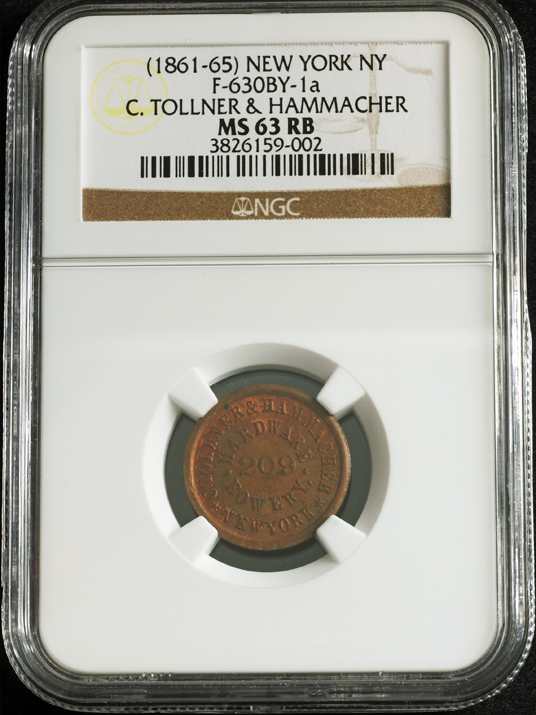 (1861-65) NEW YORK NY
F-630BY-1a
C. TOLLNER & HAMMACHER
MS 63 RB
3826159-002
NGC
C. TOLLNER & HAMMACHER
HARDWARE
209
BOWERY,
NEW YORK